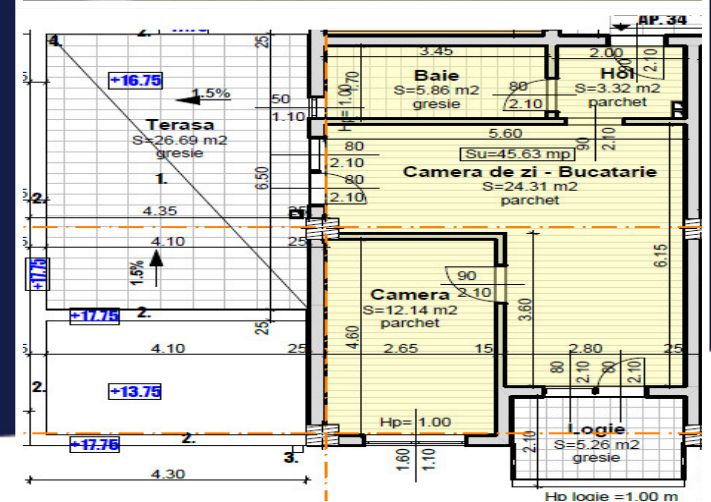 AP. 34
4.
2.
25
+16.75
1.5%
Terasa
S=26.69 m2
gresie
1.
50
1.10
Hp= 1.00
6.50
3.45
1.70
Baie
S=5.86 m2
gresie
80
2.10
2.00
90
2.10
Hol
S=3.32 m2
parchet
5.60
90
2.10
80
2.10
80
2.10
Su=45.63 mp
Camera de zi - Bucatarie
S=24.31 m2
parchet
2.
4.35
25
4.10
25
1.5%
+17.75
+17.75
2.
25
6.15
90
2.10
Camera
S=12.14 m2
parchet
3.60
4.60
4.10
25
2.65
15
2.80
25
80
2.10
80
2.10
2.
+13.75
Hp= 1.00
Logie
S=5.26 m2
gresie
2.10
+17.75
2.
3.
1.60
1.10
4.30
Hp logie =1.00 m